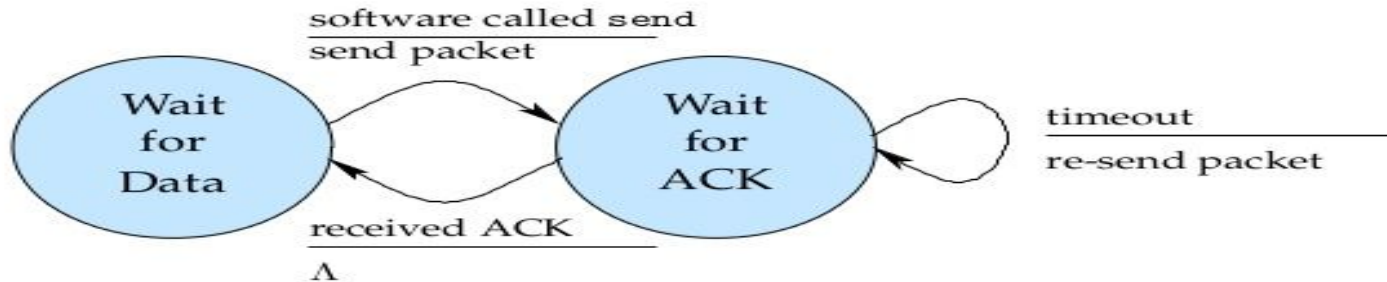 software called send
send packet
Wait
for
Data
Wait
for
ACK
timeout
re-send packet
received ACK
Λ